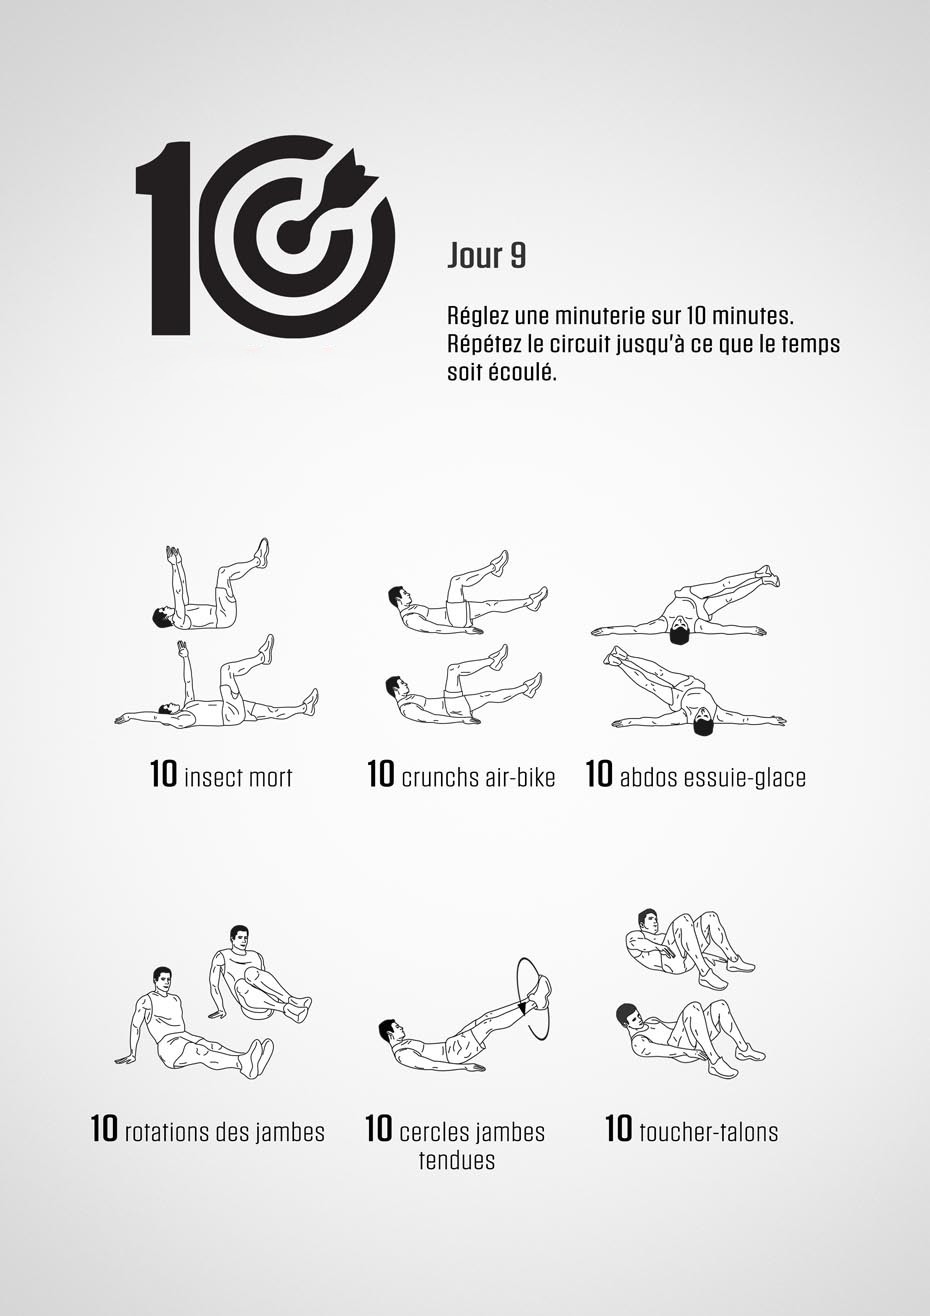 10
Jour 9
Réglez une minuterie sur 10 minutes.
Répétez le circuit jusqu'à ce que le temps
soit écoulé.
10 insect mort
10 crunchs air-bike
10 abdos essuie-glace
10 rotations des jambes
10 cercles jambes
tendues
10 toucher-talons